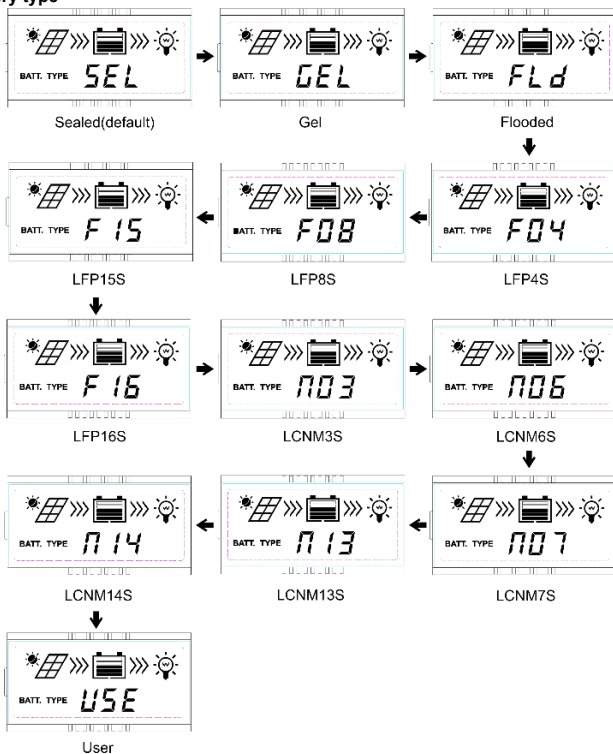 ry type
BATT. TYPE SEL
BATT. TYPE GEL
BATT. TYPE FLd
Sealed(default)
Gel
Flooded
BATT. TYPE F15
BATT. TYPE F08
BATT. TYPE F04
LFP15S
LFP8S
LFP4S
BATT. TYPE F16
BATT. TYPE n03
BATT. TYPE n06
LFP16S
LCNM3S
LCNM6S
BATT. TYPE n14
BATT. TYPE n13
BATT. TYPE n07
LCNM14S
LCNM13S
LCNM7S
BATT. TYPE USE
User